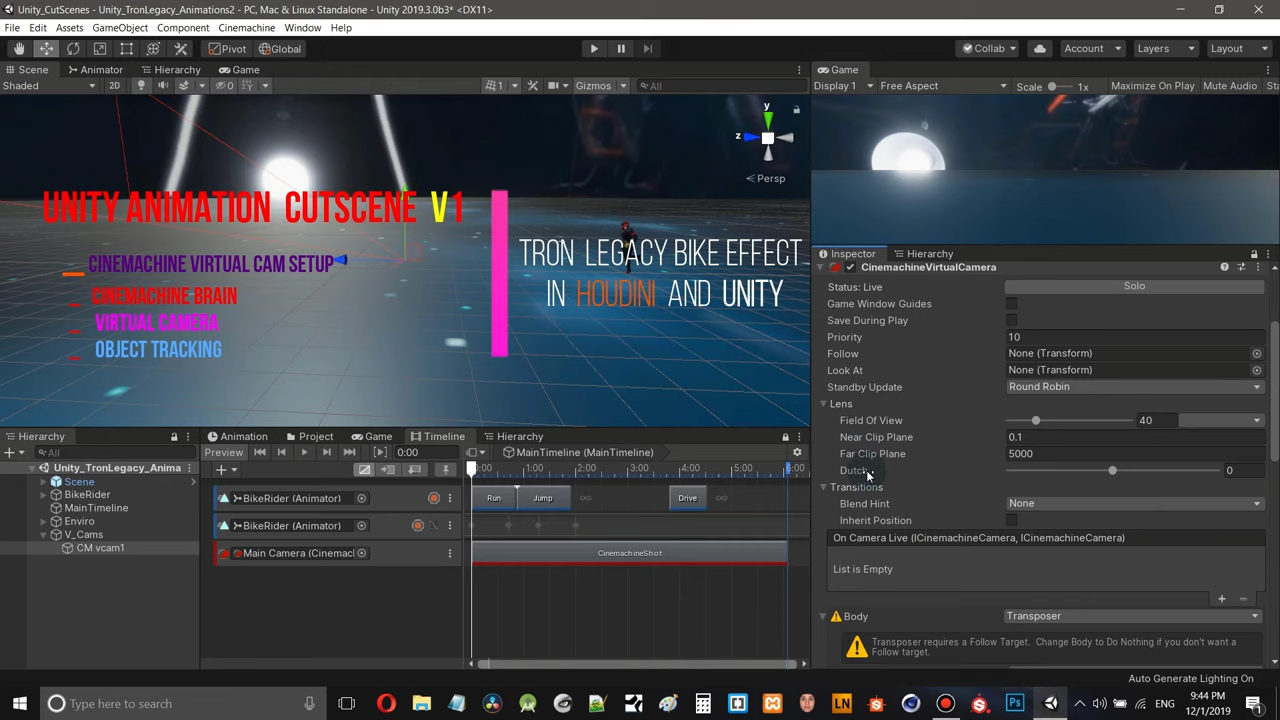 Unity_CutScenes - Unity_TronLegacy_Animations2 - PC, Mac & Linux Standalone - Unity 2019.3.0b3* <DX11>
File Edit Assets GameObject Component Cinemachine Window Help
Pivot Global Collab Account Layers Layout
Scene Animator Hierarchy Game
Shaded 2D 0 1 Gizmos All
y
z
Persp
UNITY ANIMATION CUTSCENE V1
CINEMACHINE VIRTUAL CAM SETUP
CINEMACHINE BRAIN
VIRTUAL CAMERA
OBJECT TRACKING
TRON LEGACY BIKE EFFECT
IN HOUDINI AND UNITY
Game
Display 1 Free Aspect Scale 1x Maximize On Play Mute Audio Sta
Inspector Hierarchy
CinemachineVirtualCamera
Status: Live Solo
Game Window Guides
Save During Play
Priority 10
Follow None (Transform)
Look At None (Transform)
Standby Update Round Robin
Lens
Field Of View 40
Near Clip Plane 0.1
Far Clip Plane 5000
Dutch 0
Transitions
Blend Hint None
Inherit Position
On Camera Live (ICinemachineCamera, ICinemachineCamera)
List is Empty
Body Transposer
Transposer requires a Follow Target. Change Body to Do Nothing if you don't want a
Follow target.
Auto Generate Lighting On
Hierarchy
All
Unity_TronLegacy_Anima
Scene
BikeRider
MainTimeline
Enviro
V_Cams
CM vcam1
Animation Project Game Timeline Hierarchy
Preview 0:00 MainTimeline (MainTimeline)
0:00 1:00 2:00 3:00 4:00 5:00 6:00
BikeRider (Animator) Run Jump Drive
BikeRider (Animator)
Main Camera (Cinemacl CinemachineShot
Type here to search
LN
Ps
ENG
9:44 PM
12/1/2019